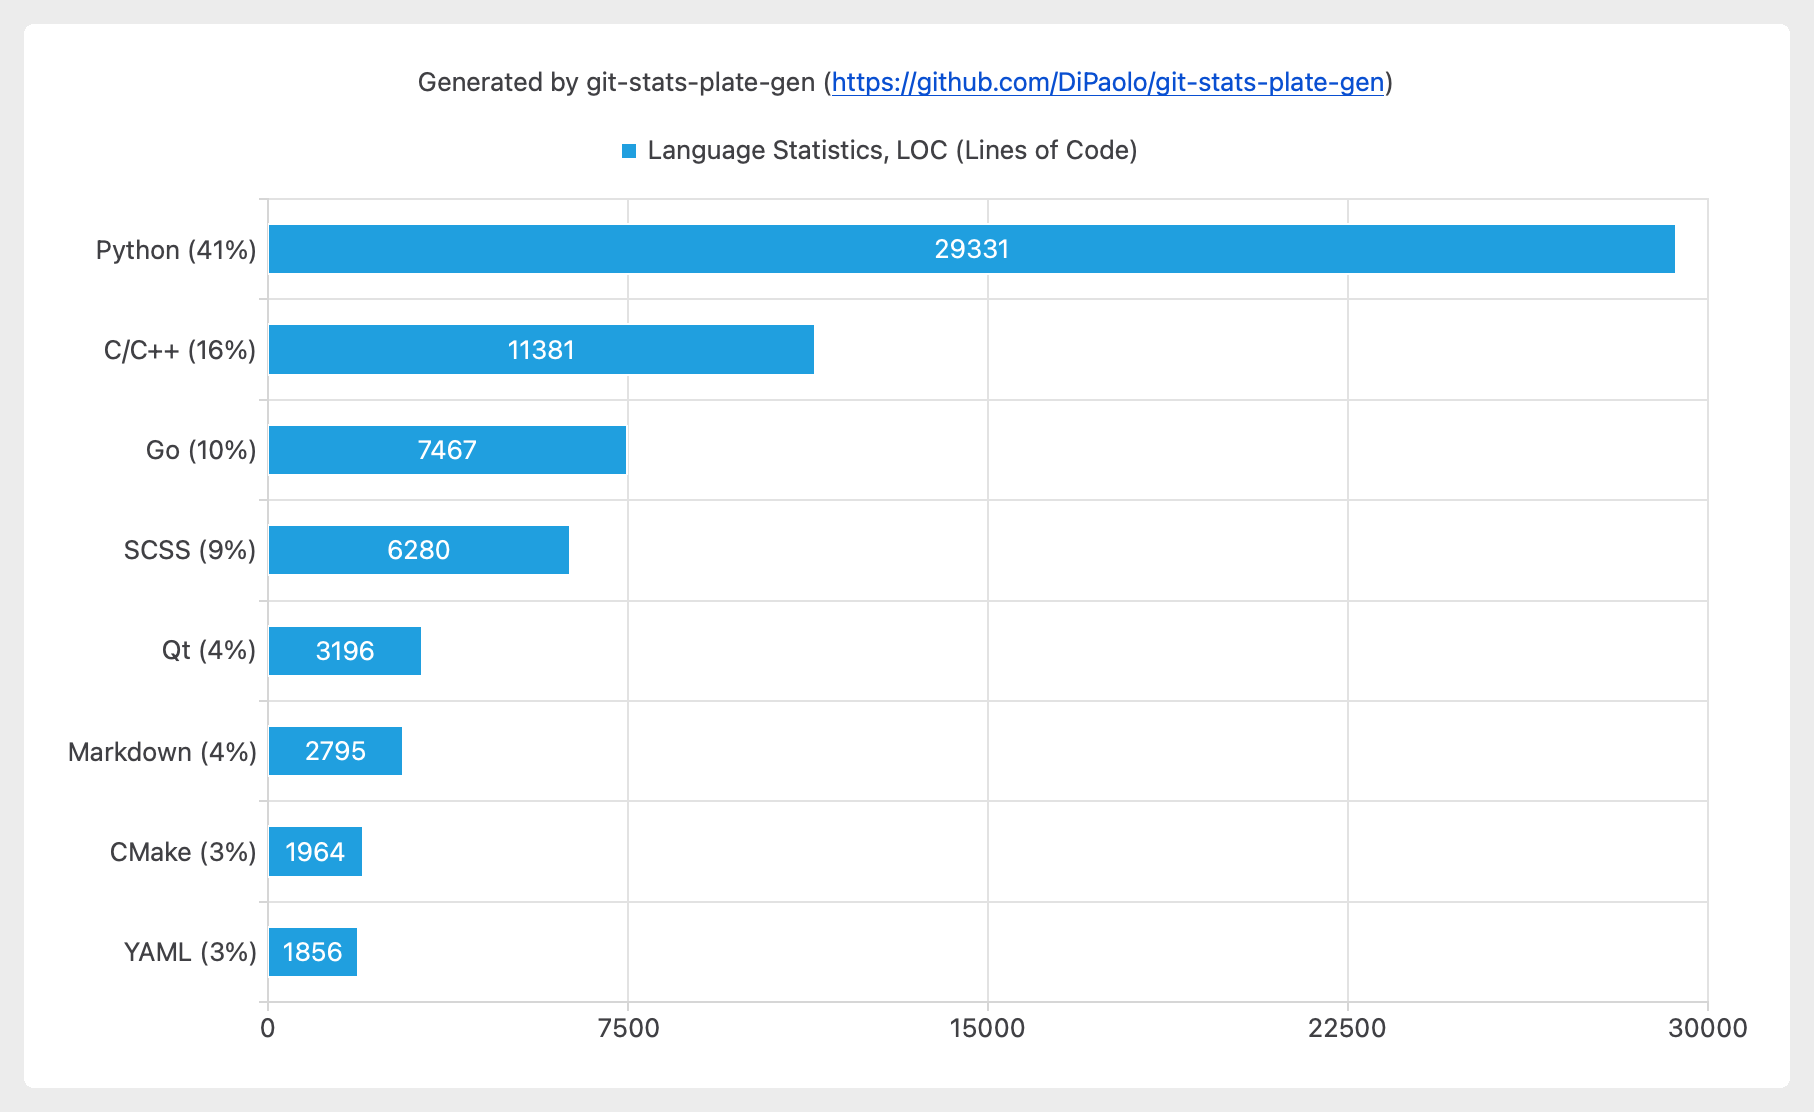 Generated by git-stats-plate-gen (https://github.com/DiPaolo/git-stats-plate-gen)
Language Statistics, LOC (Lines of Code)
Python (41%) 29331
C/C++ (16%) 11381
Go (10%) 7467
SCSS (9%) 6280
Qt (4%) 3196
Markdown (4%) 2795
CMake (3%) 1964
YAML (3%) 1856
0 7500 15000 22500 30000